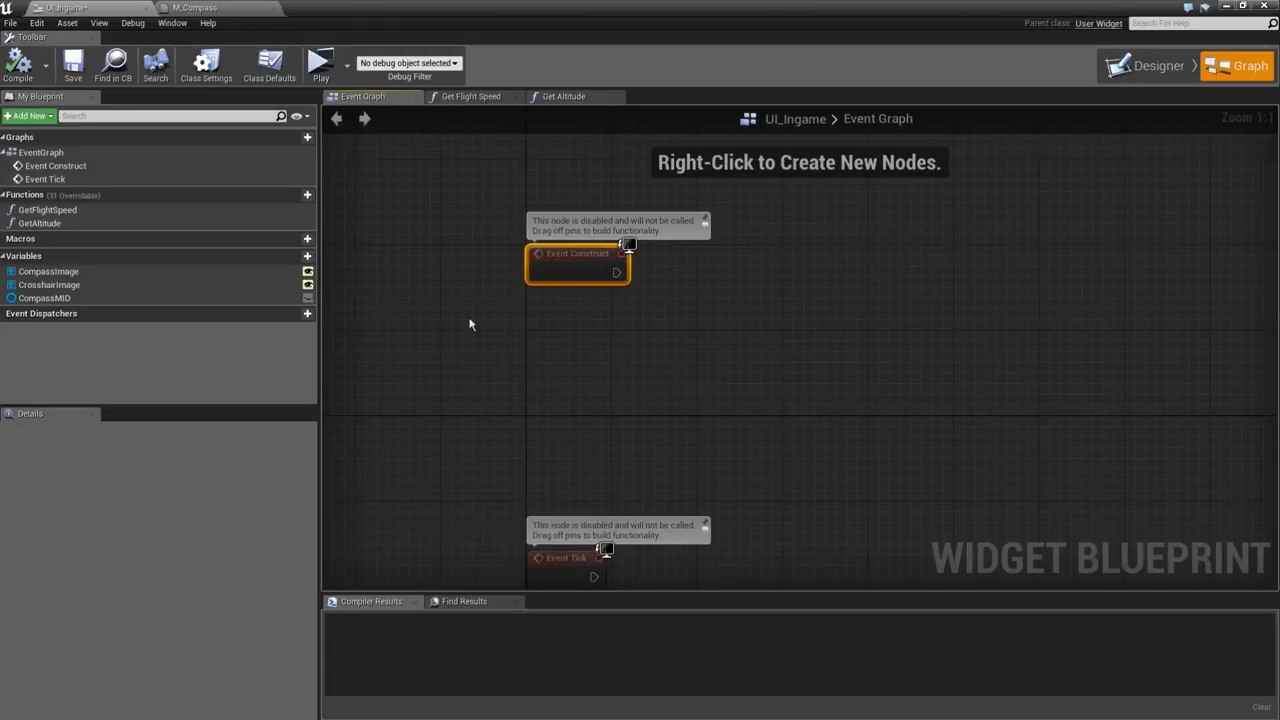 UI_Ingame*
M_Compass
File Edit Asset View Debug Window Help
Parent class: User Widget
Search For Help
Toolbar
Compile
Save
Find in CB
Search
Class Settings
Class Defaults
Play
No debug object selected
Debug Filter
Designer
Graph
My Blueprint
Event Graph
Get Flight Speed
Get Altitude
+Add New
Search
UI_Ingame > Event Graph
Zoom 1:1
Graphs
EventGraph
Event Construct
Event Tick
Functions (31 Overridable)
GetFlightSpeed
GetAltitude
Macros
Variables
CompassImage
CrosshairImage
CompassMID
Event Dispatchers
Right-Click to Create New Nodes.
This node is disabled and will not be called.
Drag off pins to build functionality.
Event Construct
Details
This node is disabled and will not be called.
Drag off pins to build functionality.
Event Tick
WIDGET BLUEPRINT
Compiler Results
Find Results
Clear